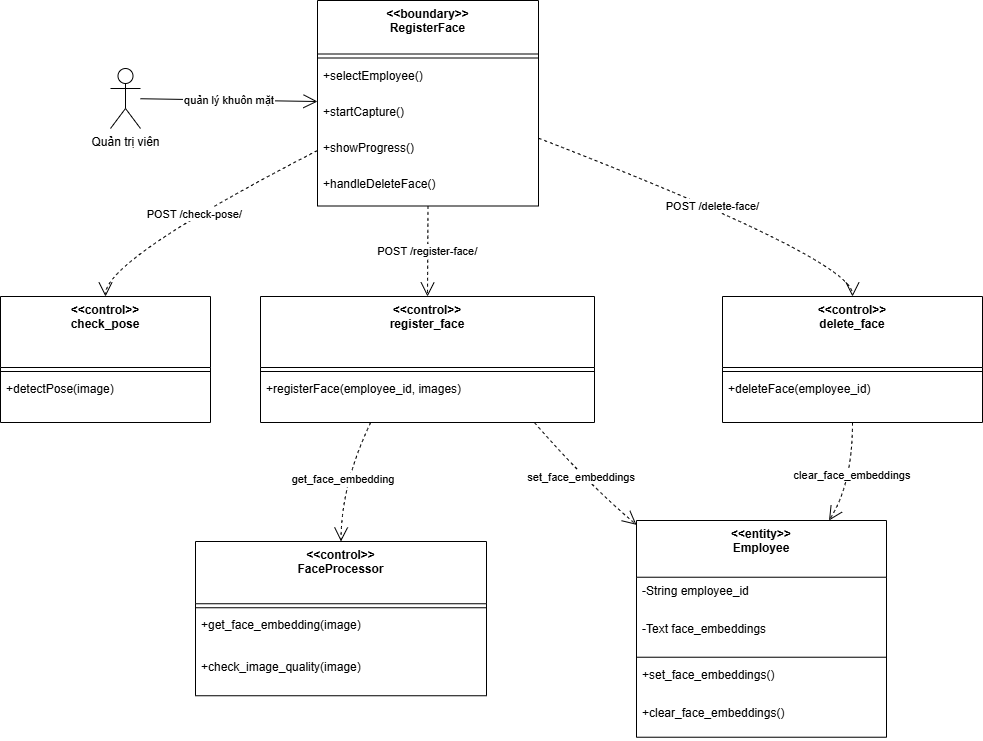 <<boundary>>
RegisterFace
+selectEmployee()
+startCapture()
+showProgress()
+handleDeleteFace()
quản lý khuôn mặt
Quản trị viên
POST /check-pose/
POST /register-face/
POST /delete-face/
<<control>>
check_pose
+detectPose(image)
<<control>>
register_face
+registerFace(employee_id, images)
<<control>>
delete_face
+deleteFace(employee_id)
get_face_embedding
set_face_embeddings
clear_face_embeddings
<<control>>
FaceProcessor
+get_face_embedding(image)
+check_image_quality(image)
<<entity>>
Employee
-String employee_id
-Text face_embeddings
+set_face_embeddings()
+clear_face_embeddings()